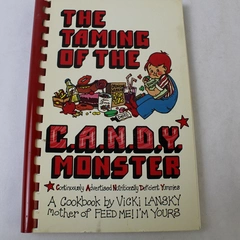 THE
TAMING
OF THE
C.A.N.D.Y.
MONSTER
★Continuously Advertised Nutritionally Deficient Yummies
A Cookbook by Vicki LANSKY
mother of FEED ME! I'M YOURS